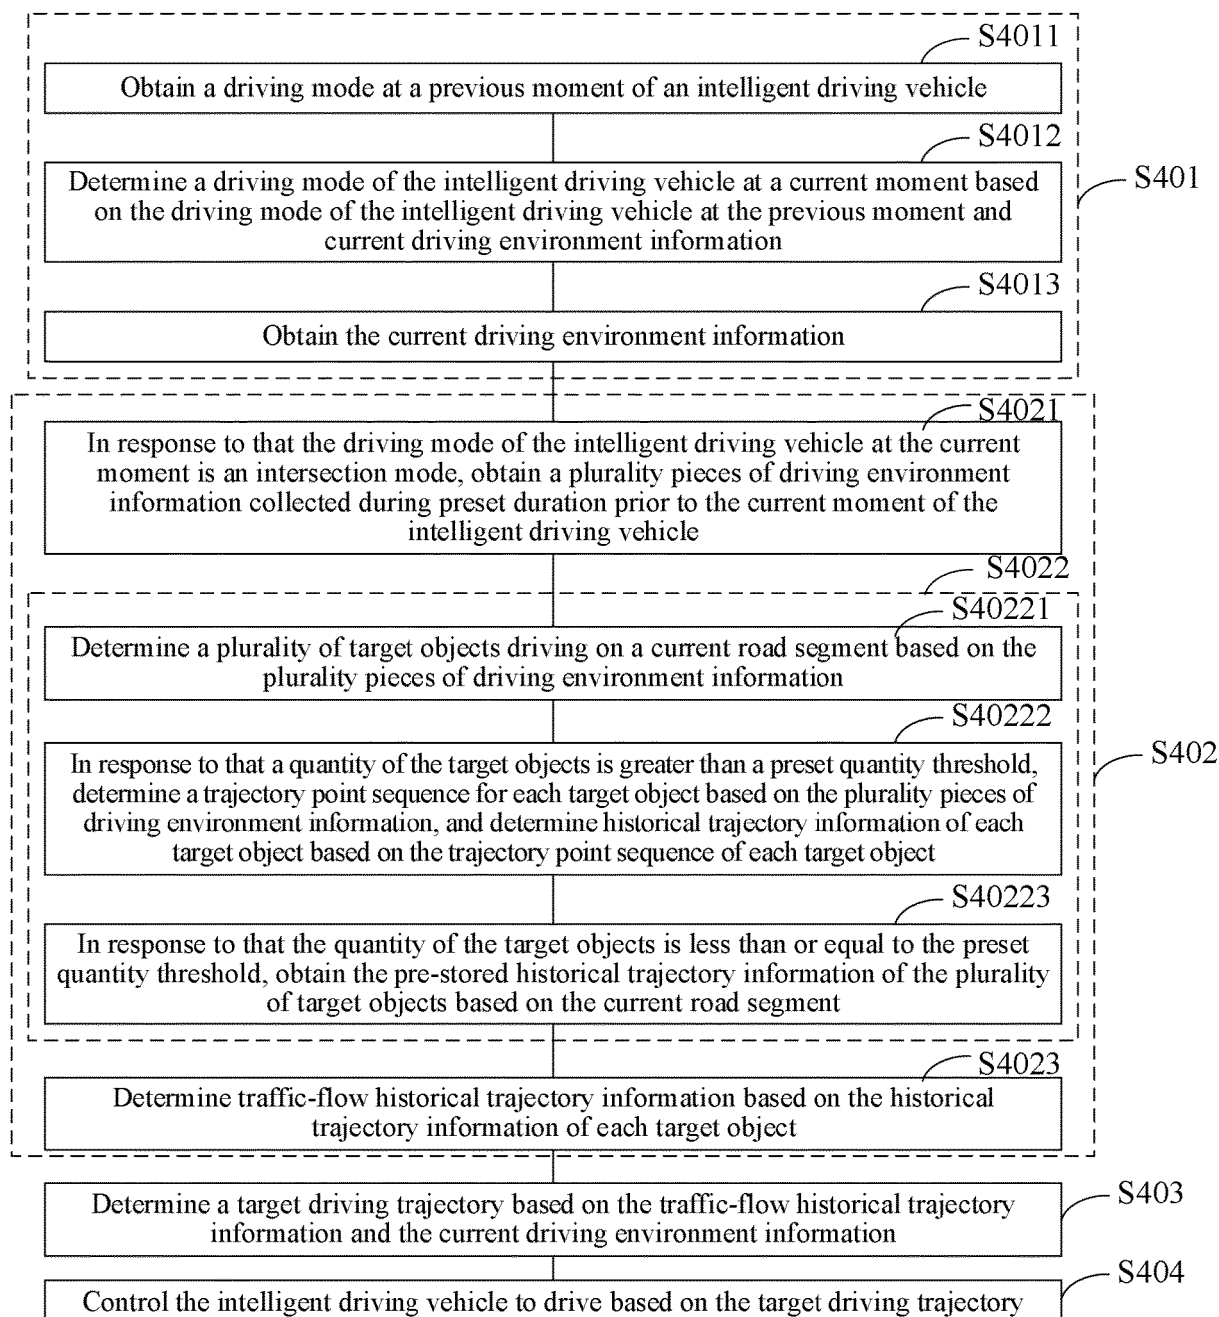 S4011
Obtain a driving mode at a previous moment of an intelligent driving vehicle
S4012
Determine a driving mode of the intelligent driving vehicle at a current moment based
on the driving mode of the intelligent driving vehicle at the previous moment and
current driving environment information
S401
S4013
Obtain the current driving environment information
S4021
In response to that the driving mode of the intelligent driving vehicle at the current
moment is an intersection mode, obtain a plurality pieces of driving environment
information collected during preset duration prior to the current moment of the
intelligent driving vehicle
S4022
S40221
Determine a plurality of target objects driving on a current road segment based on the
plurality pieces of driving environment information
S40222
In response to that a quantity of the target objects is greater than a preset quantity threshold,
determine a trajectory point sequence for each target object based on the plurality pieces of
driving environment information, and determine historical trajectory information of each
target object based on the trajectory point sequence of each target object
S402
S40223
In response to that the quantity of the target objects is less than or equal to the preset
quantity threshold, obtain the pre-stored historical trajectory information of the plurality
of target objects based on the current road segment
S4023
Determine traffic-flow historical trajectory information based on the historical
trajectory information of each target object
S403
Determine a target driving trajectory based on the traffic-flow historical trajectory
information and the current driving environment information
S404
Control the intelligent driving vehicle to drive based on the target driving trajectory